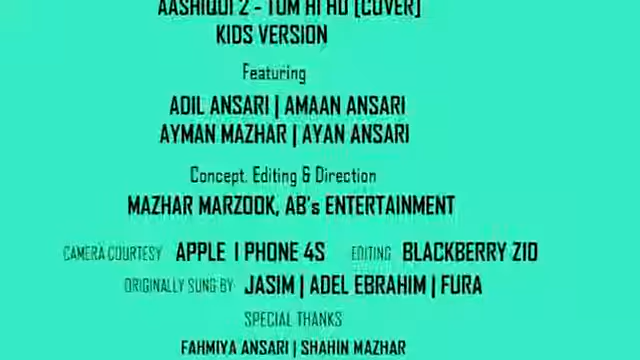 AASHIQUI 2 - TUM HI HO [COVER]
KIDS VERSION
Featuring
ADIL ANSARI | AMAAN ANSARI
AYMAN MAZHAR | AYAN ANSARI
Concept, Editing & Direction
MAZHAR MARZOOK, AB's ENTERTAINMENT
CAMERA COURTESY APPLE I PHONE 4S EDITING BLACKBERRY Z10
ORIGINALLY SUNG BY JASIM | ADEL EBRAHIM | FURA
SPECIAL THANKS
FAHMIYA ANSARI | SHAHIN MAZHAR